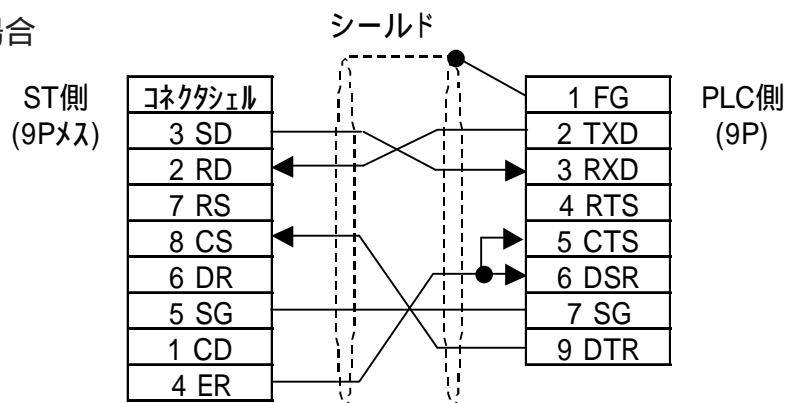 場合
シールド
ST側
(9Pメス)
コネクタシェル
3 SD
2 RD
7 RS
8 CS
6 DR
5 SG
1 CD
4 ER
1 FG
2 TXD
3 RXD
4 RTS
5 CTS
6 DSR
7 SG
9 DTR
PLC側
(9P)